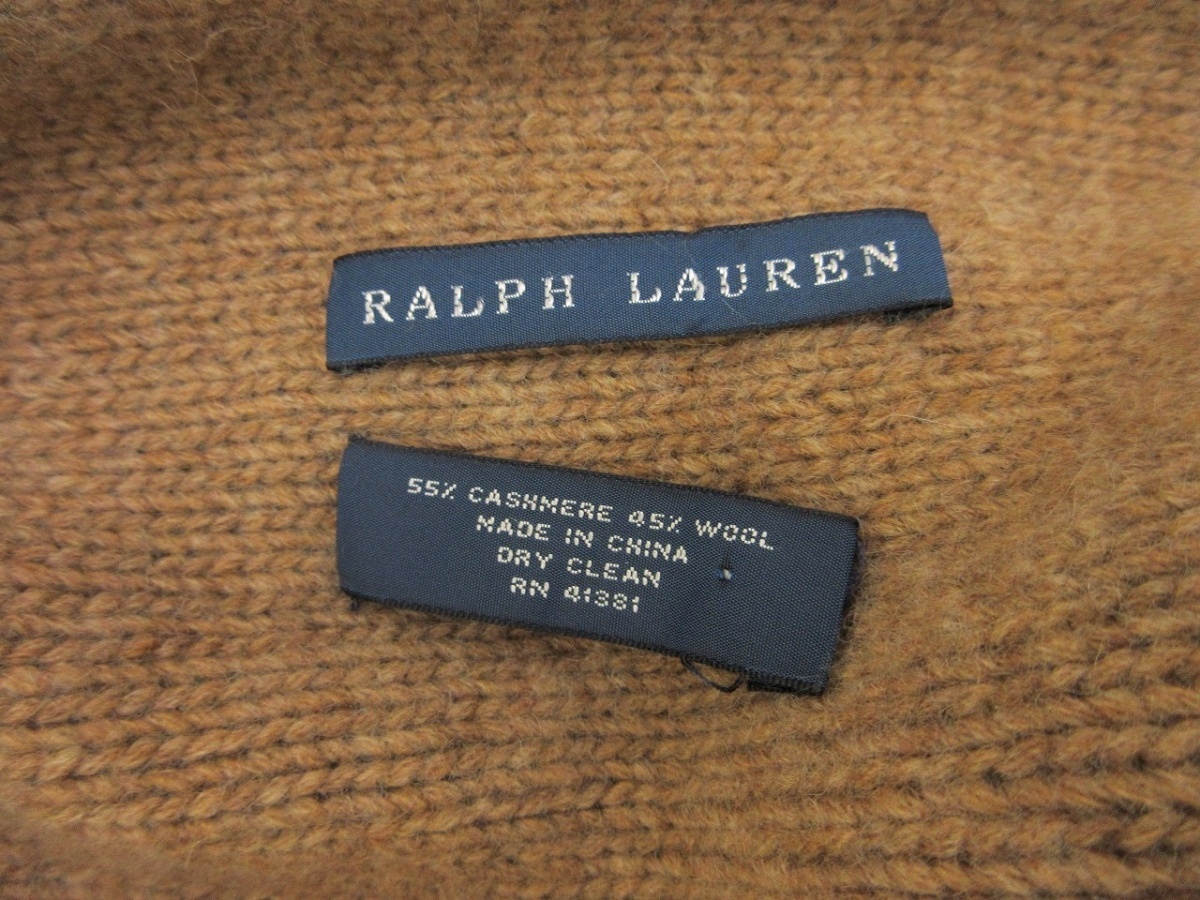 RALPH LAUREN
55% CASHMERE 45% WOOL
MADE IN CHINA
DRY CLEAN
RN 41381